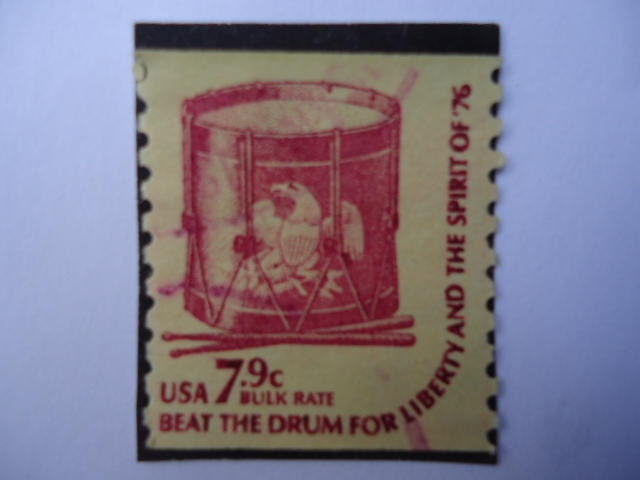 USA 7.9c
BULK RATE
BEAT THE DRUM FOR LIBERTY AND THE SPIRIT OF '76